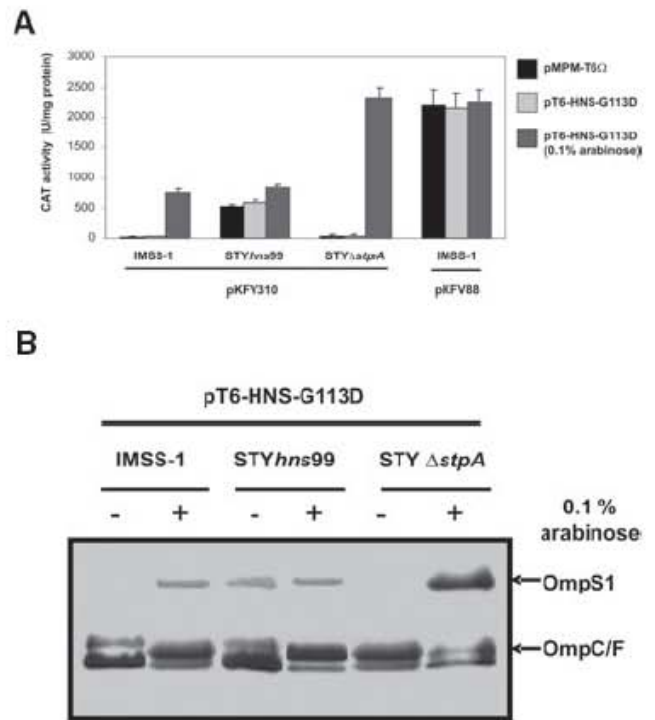 A
CAT activity |U/mg protein)
3000
2500
2000
1500
1000
500
0
IMSS-1
STYhns99
STYΔstpA
IMSS-1
pKFY310
pKFV88
pMPM-T6Ω
pT6-HNS-G113D
pT6-HNS-G113D
(0.1% arabinose)
B
pT6-HNS-G113D
IMSS-1
STYhns99
STY ΔstpA
- + - + - +
0.1 %
arabinose
OmpS1
OmpC/F